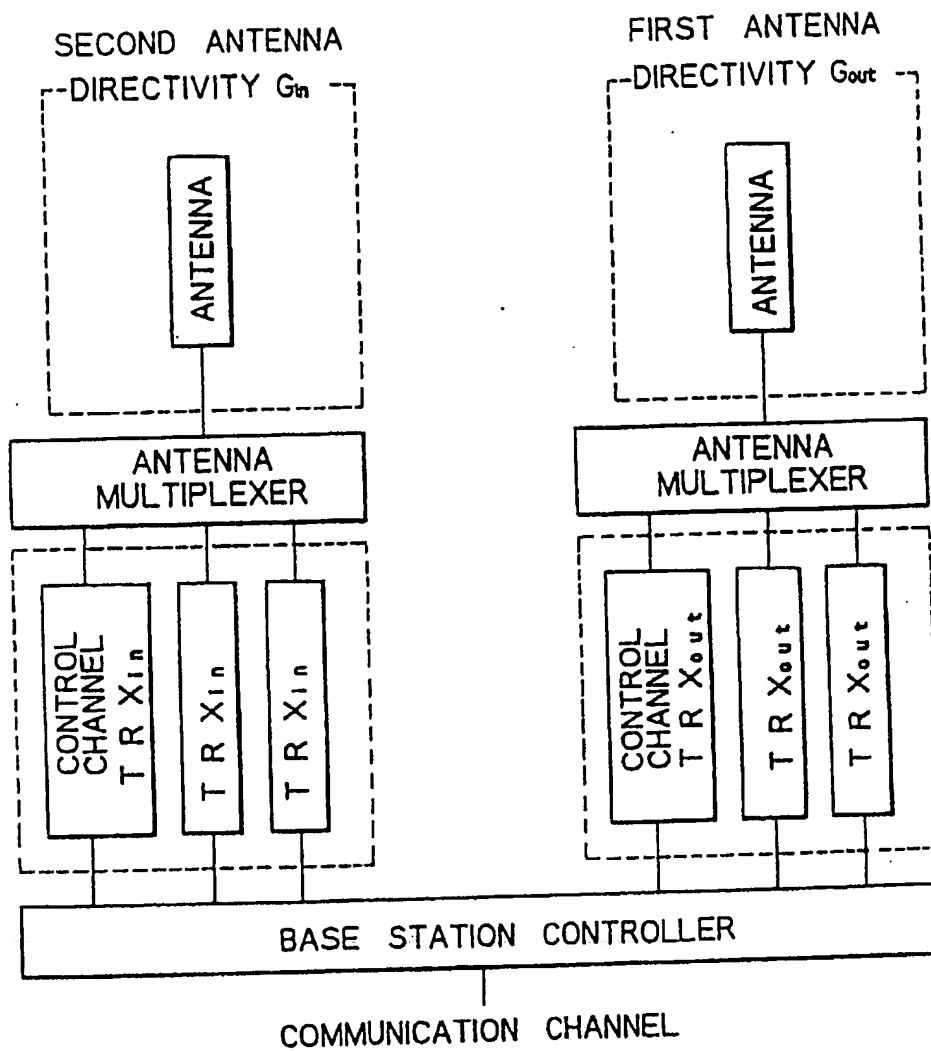 SECOND ANTENNA
DIRECTIVITY Gin
ANTENNA
ANTENNA
MULTIPLEXER
CONTROL
CHANNEL
TRXin
TRXin
TRXin
FIRST ANTENNA
DIRECTIVITY Gout
ANTENNA
ANTENNA
MULTIPLEXER
CONTROL
CHANNEL
TRXout
TRXout
TRXout
BASE STATION CONTROLLER
COMMUNICATION CHANNEL